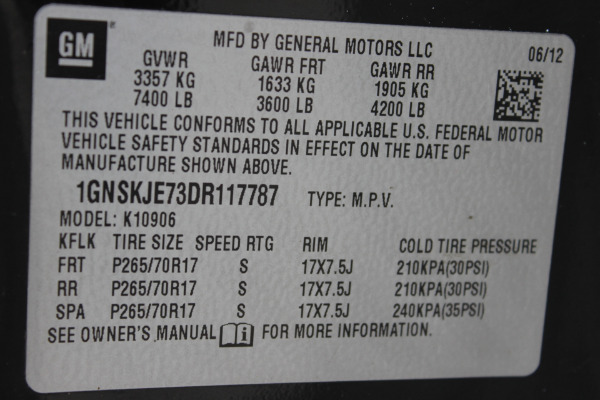 GM
MFD BY GENERAL MOTORS LLC 06/12
GVWR GAWR FRT GAWR RR
3357 KG 1633 KG 1905 KG
7400 LB 3600 LB 4200 LB
THIS VEHICLE CONFORMS TO ALL APPLICABLE U.S. FEDERAL MOTOR
VEHICLE SAFETY STANDARDS IN EFFECT ON THE DATE OF
MANUFACTURE SHOWN ABOVE.
1GNSKJE73DR117787 TYPE: M.P.V.
MODEL: K10906
KFLK TIRE SIZE SPEED RTG RIM COLD TIRE PRESSURE
FRT P265/70R17 S 17X7.5J 210KPA(30PSI)
RR P265/70R17 S 17X7.5J 210KPA(30PSI)
SPA P265/70R17 S 17X7.5J 240KPA(35PSI)
SEE OWNER'S MANUAL i FOR MORE INFORMATION.